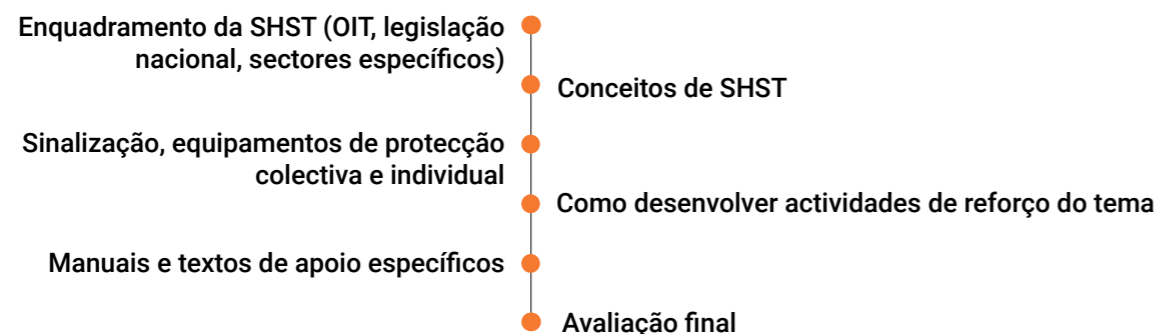 Enquadramento da SHST (OIT, legislação
nacional, sectores específicos)
Conceitos de SHST
Sinalização, equipamentos de protecção
colectiva e individual
Como desenvolver actividades de reforço do tema
Manuais e textos de apoio específicos
Avaliação final